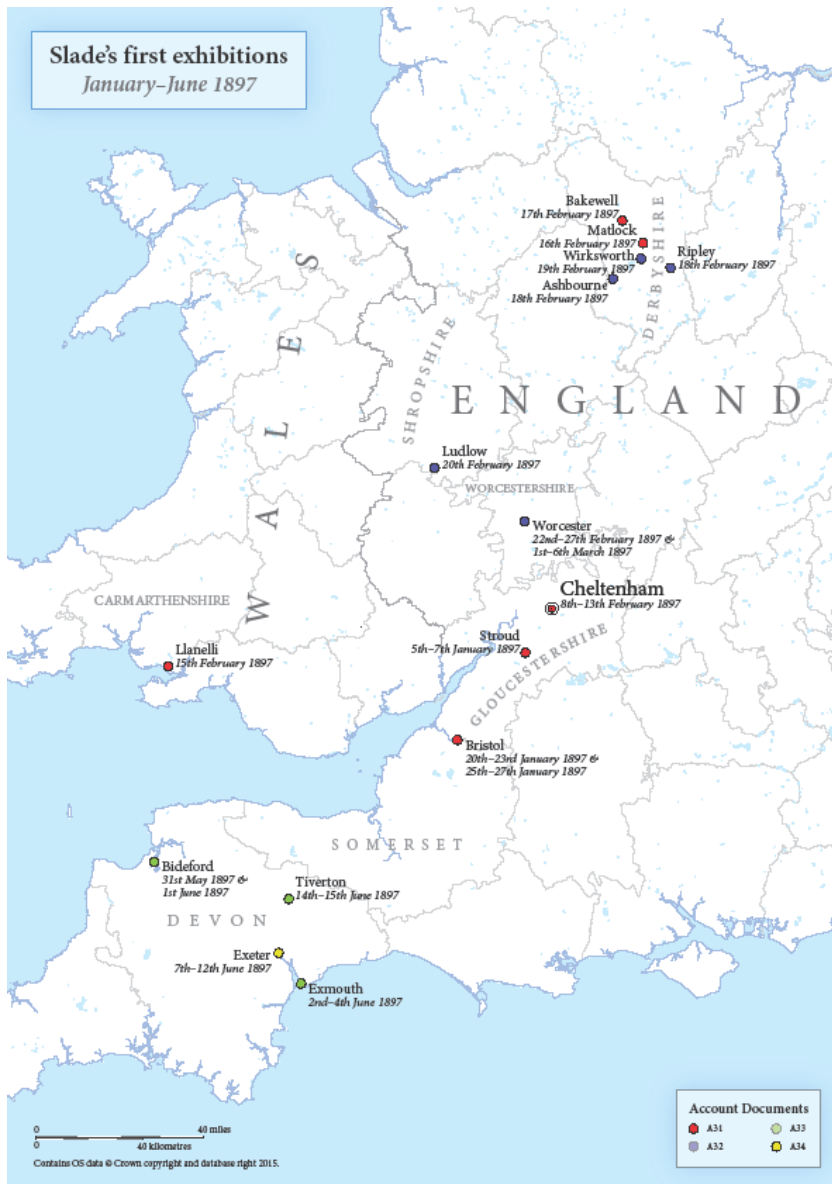 Slade's first exhibitions
January–June 1897
Bakewell
17th February 1897
Matlock
16th February 1897
Wirksworth
19th February 1897
Ripley
18th February 1897
Ashbourne
18th February 1897
DERBYSHIRE
WALES
SHROPSHIRE
ENGLAND
Ludlow
20th February 1897
WORCESTERSHIRE
Worcester
22nd–27th February 1897 &
1st–6th March 1897
Cheltenham
8th–13th February 1897
CARMARTHENSHIRE
Llanelli
15th February 1897
Stroud
5th–7th January 1897
GLOUCESTERSHIRE
Bristol
20th–23rd January 1897 &
25th–27th January 1897
SOMERSET
Bideford
31st May 1897 &
1st June 1897
Tiverton
14th–15th June 1897
DEVON
Exeter
7th–12th June 1897
Exmouth
2nd–4th June 1897
0 40 miles
0 40 kilometres
Contains OS data © Crown copyright and database right 2015.
Account Documents
A31 A33
A32 A34